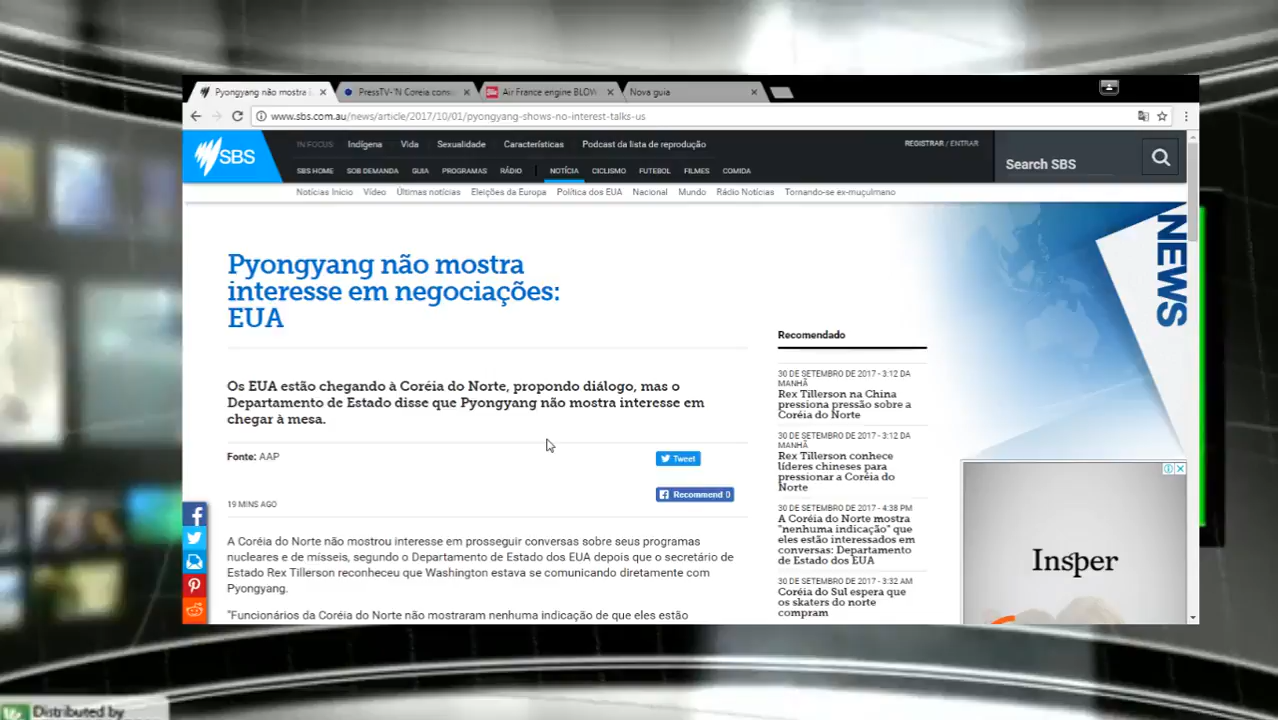 Pyongyang não mostra i
PressTV-'N Coreia cons
Air France engine BLOW
Nova guia
www.sbs.com.au/news/article/2017/10/01/pyongyang-shows-no-interest-talks-us
SBS
IN FOCUS Indígena Vida Sexualidade Características Podcast da lista de reprodução
REGISTRAR / ENTRAR
Search SBS
SBS HOME SOB DEMANDA GUIA PROGRAMAS RÁDIO NOTÍCIA CICLISMO FUTEBOL FILMES COMIDA
Notícias Início Vídeo Últimas notícias Eleições da Europa Política dos EUA Nacional Mundo Rádio Notícias Tornando-se ex-muçulmano
NEWS
Pyongyang não mostra
interesse em negociações:
EUA
Os EUA estão chegando à Coréia do Norte, propondo diálogo, mas o
Departamento de Estado disse que Pyongyang não mostra interesse em
chegar à mesa.
Fonte: AAP
Tweet
Recommend 0
19 MINS AGO
A Coréia do Norte não mostrou interesse em prosseguir conversas sobre seus programas
nucleares e de mísseis, segundo o Departamento de Estado dos EUA depois que o secretário de
Estado Rex Tillerson reconheceu que Washington estava se comunicando diretamente com
Pyongyang.
"Funcionários da Coréia do Norte não mostraram nenhuma indicação de que eles estão
Recomendado
30 DE SETEMBRO DE 2017 - 3:12 DA
MANHÃ
Rex Tillerson na China
pressiona pressão sobre a
Coréia do Norte
30 DE SETEMBRO DE 2017 - 3:12 DA
MANHÃ
Rex Tillerson conhece
líderes chineses para
pressionar a Coréia do
Norte
30 DE SETEMBRO DE 2017 - 4:38 PM
A Coréia do Norte mostra
"nenhuma indicação" que
eles estão interessados em
conversas: Departamento
de Estado dos EUA
30 DE SETEMBRO DE 2017 - 3:32 AM
Coréia do Sul espera que
os skaters do norte
compram
Insper
Distributed by